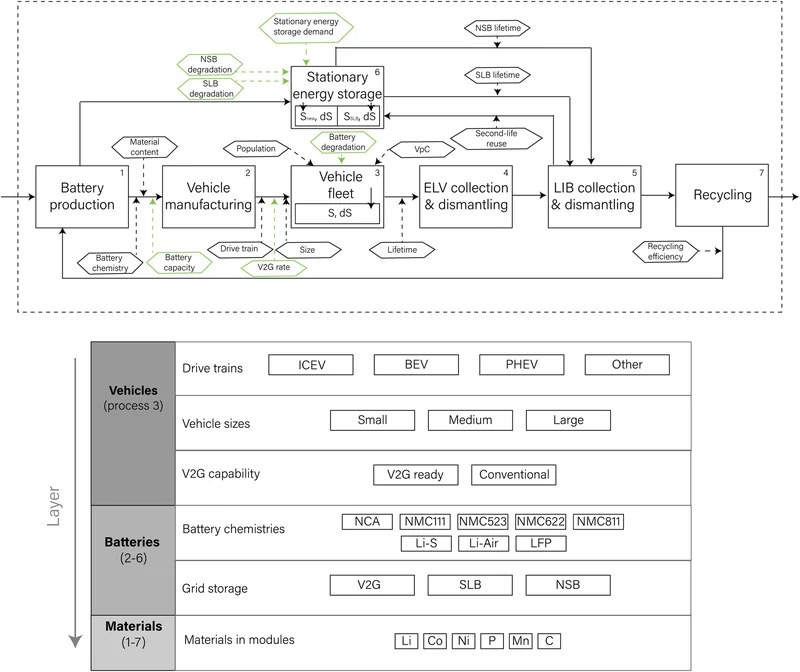 Stationary energy
storage demand
NSB lifetime
NSB
degradation
SLB
degradation
6
Stationary
energy storage
Sₙₑw, dS
S_SLB, dS
SLB lifetime
Second-life
reuse
Material
content
Population
Battery
degradation
VpC
1
Battery
production
2
Vehicle
manufacturing
3
Vehicle
fleet
S, dS
4
ELV collection
& dismantling
5
LIB collection
& dismantling
7
Recycling
Battery
chemistry
Battery
capacity
Drive train
V2G rate
Size
Lifetime
Recycling
efficiency
Layer
Vehicles
(process 3)
Drive trains
ICEV
BEV
PHEV
Other
Vehicle sizes
Small
Medium
Large
V2G capability
V2G ready
Conventional
Batteries
(2-6)
Battery chemistries
NCA
NMC111
NMC523
NMC622
NMC811
Li-S
Li-Air
LFP
Grid storage
V2G
SLB
NSB
Materials
(1-7)
Materials in modules
Li
Co
Ni
P
Mn
C